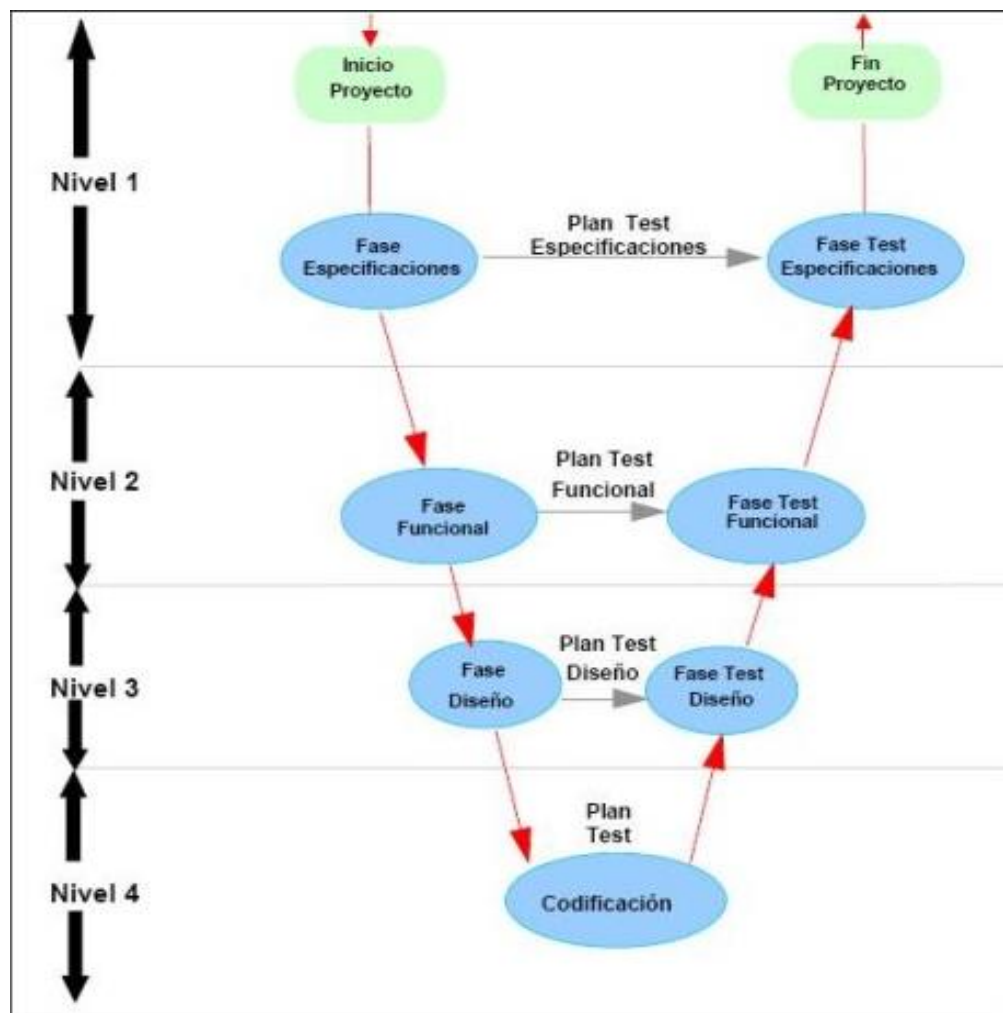 Inicio
Proyecto
Fin
Proyecto
Nivel 1
Fase
Especificaciones
Plan Test
Especificaciones
Fase Test
Especificaciones
Nivel 2
Fase
Funcional
Plan Test
Funcional
Fase Test
Funcional
Nivel 3
Fase
Diseño
Plan Test
Diseño
Fase Test
Diseño
Nivel 4
Plan
Test
Codificación